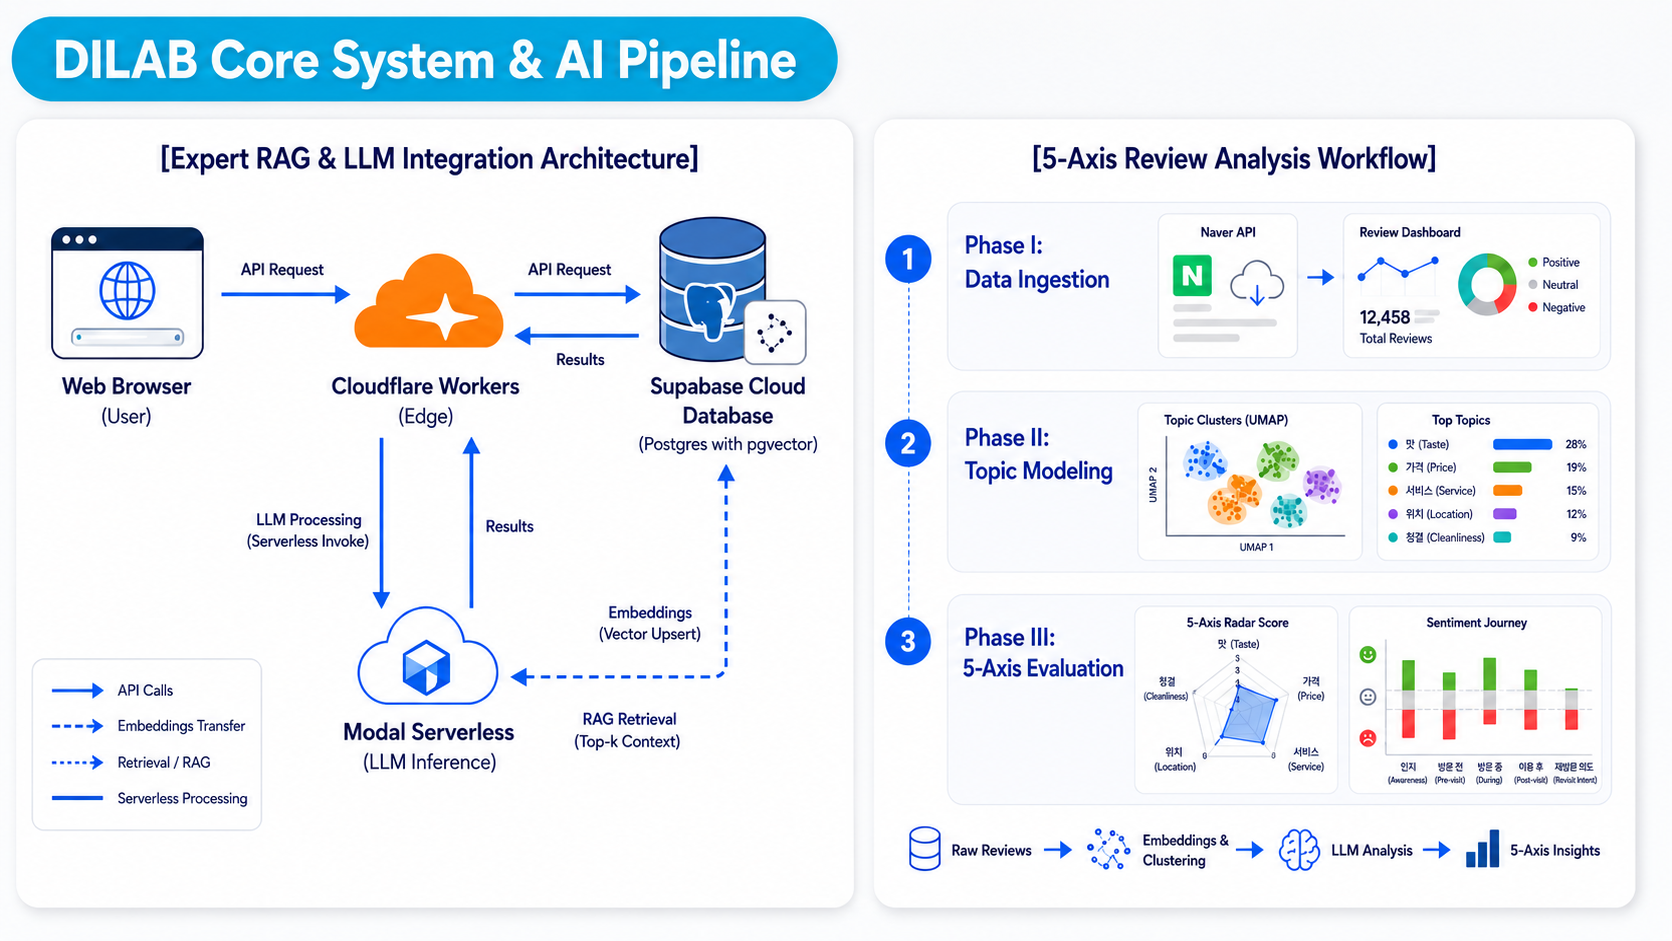 DILAB Core System & AI Pipeline
[Expert RAG & LLM Integration Architecture]
API Request
API Request
Results
Web Browser
(User)
Cloudflare Workers
(Edge)
Supabase Cloud
Database
(Postgres with pgvector)
LLM Processing
(Serverless Invoke)
Results
Embeddings
(Vector Upsert)
RAG Retrieval
(Top-k Context)
Modal Serverless
(LLM Inference)
API Calls
Embeddings Transfer
Retrieval / RAG
Serverless Processing
[5-Axis Review Analysis Workflow]
1
Phase I:
Data Ingestion
Naver API
N
Review Dashboard
12,458
Total Reviews
Positive
Neutral
Negative
2
Phase II:
Topic Modeling
Topic Clusters (UMAP)
UMAP 2
UMAP 1
Top Topics
맛 (Taste) 28%
가격 (Price) 19%
서비스 (Service) 15%
위치 (Location) 12%
청결 (Cleanliness) 9%
3
Phase III:
5-Axis Evaluation
5-Axis Radar Score
맛 (Taste)
3
가격
(Price)
서비스
(Service)
위치
(Location)
청결
(Cleanliness)
0
0
Sentiment Journey
인지
(Awareness)
방문 전
(Pre-visit)
방문 중
(During)
이용 후
(Post-visit)
재방문 의도
(Revisit Intent)
Raw Reviews
Embeddings &
Clustering
LLM Analysis
5-Axis Insights